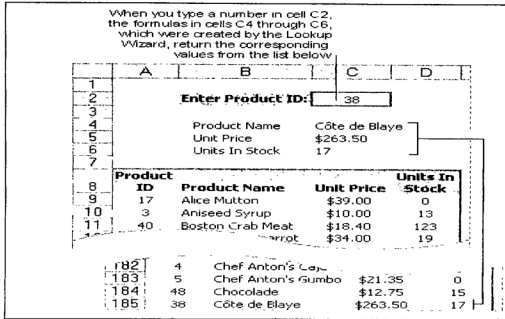 When you type a number in cell C2,
the formulas in cells C4 through C6,
which were created by the Lookup
Wizard, return the corresponding
values from the list below
A B C D
1
2 Enter Product ID: 38
3
4 Product Name Côte de Blaye
5 Unit Price $263.50
6 Units In Stock 17
7
Product Units In
8 ID Product Name Unit Price Stock
9 17 Alice Mutton $39.00 0
10 3 Aniseed Syrup $10.00 13
11 40 Boston Crab Meat $18.40 123
$34.00 19
182 4 Chef Anton's
183 5 Chef Anton's Gumbo $21.35 0
184 48 Chocolade $12.75 15
185 38 Côte de Blaye $263.50 17